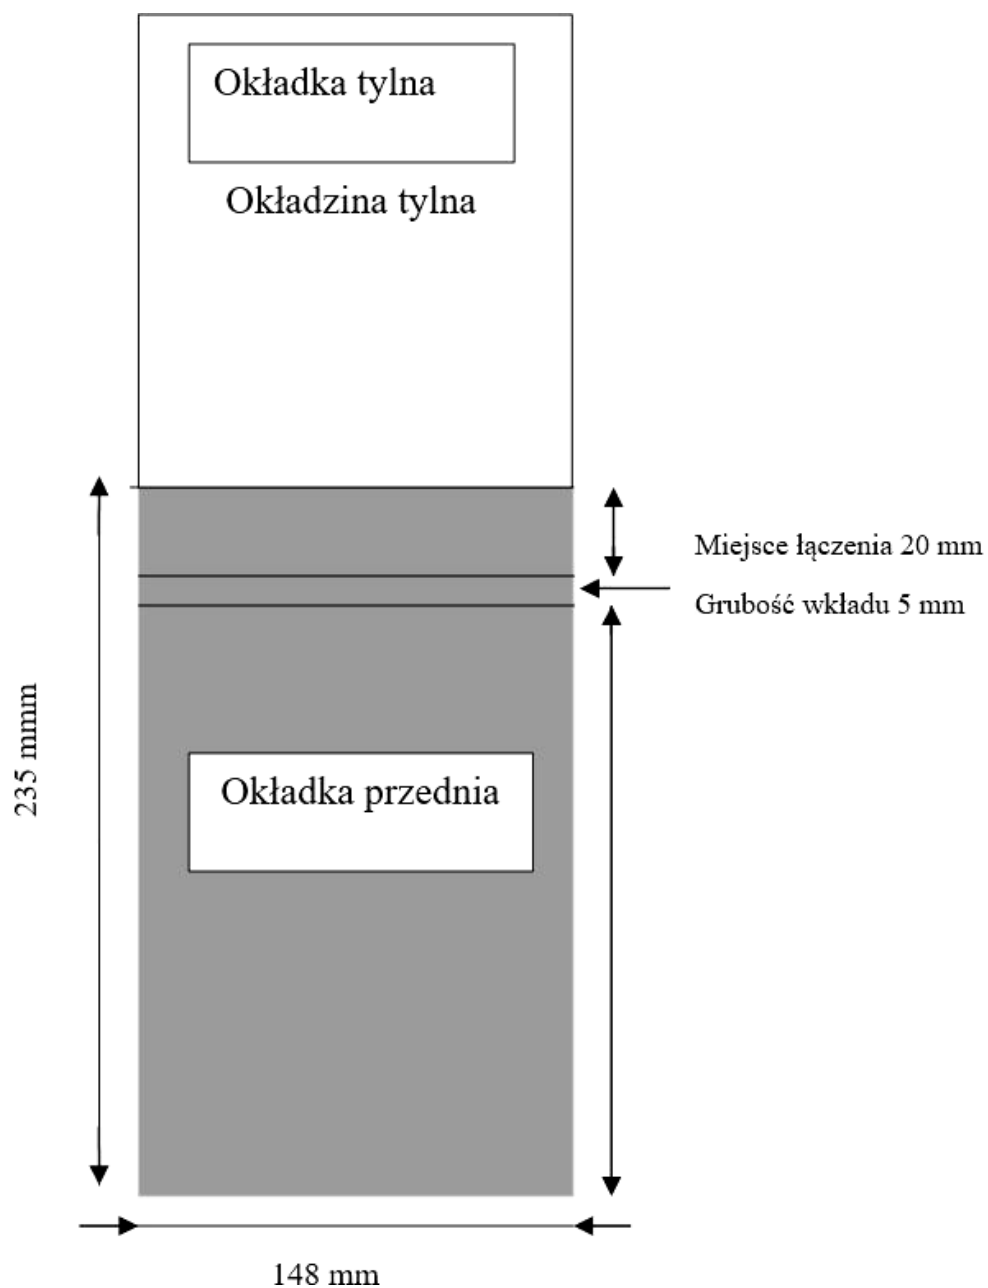 Okładka tylna
Okładzina tylna
Miejsce łączenia 20 mm
Grubość wkładu 5 mm
235 mmm
Okładka przednia
148 mm